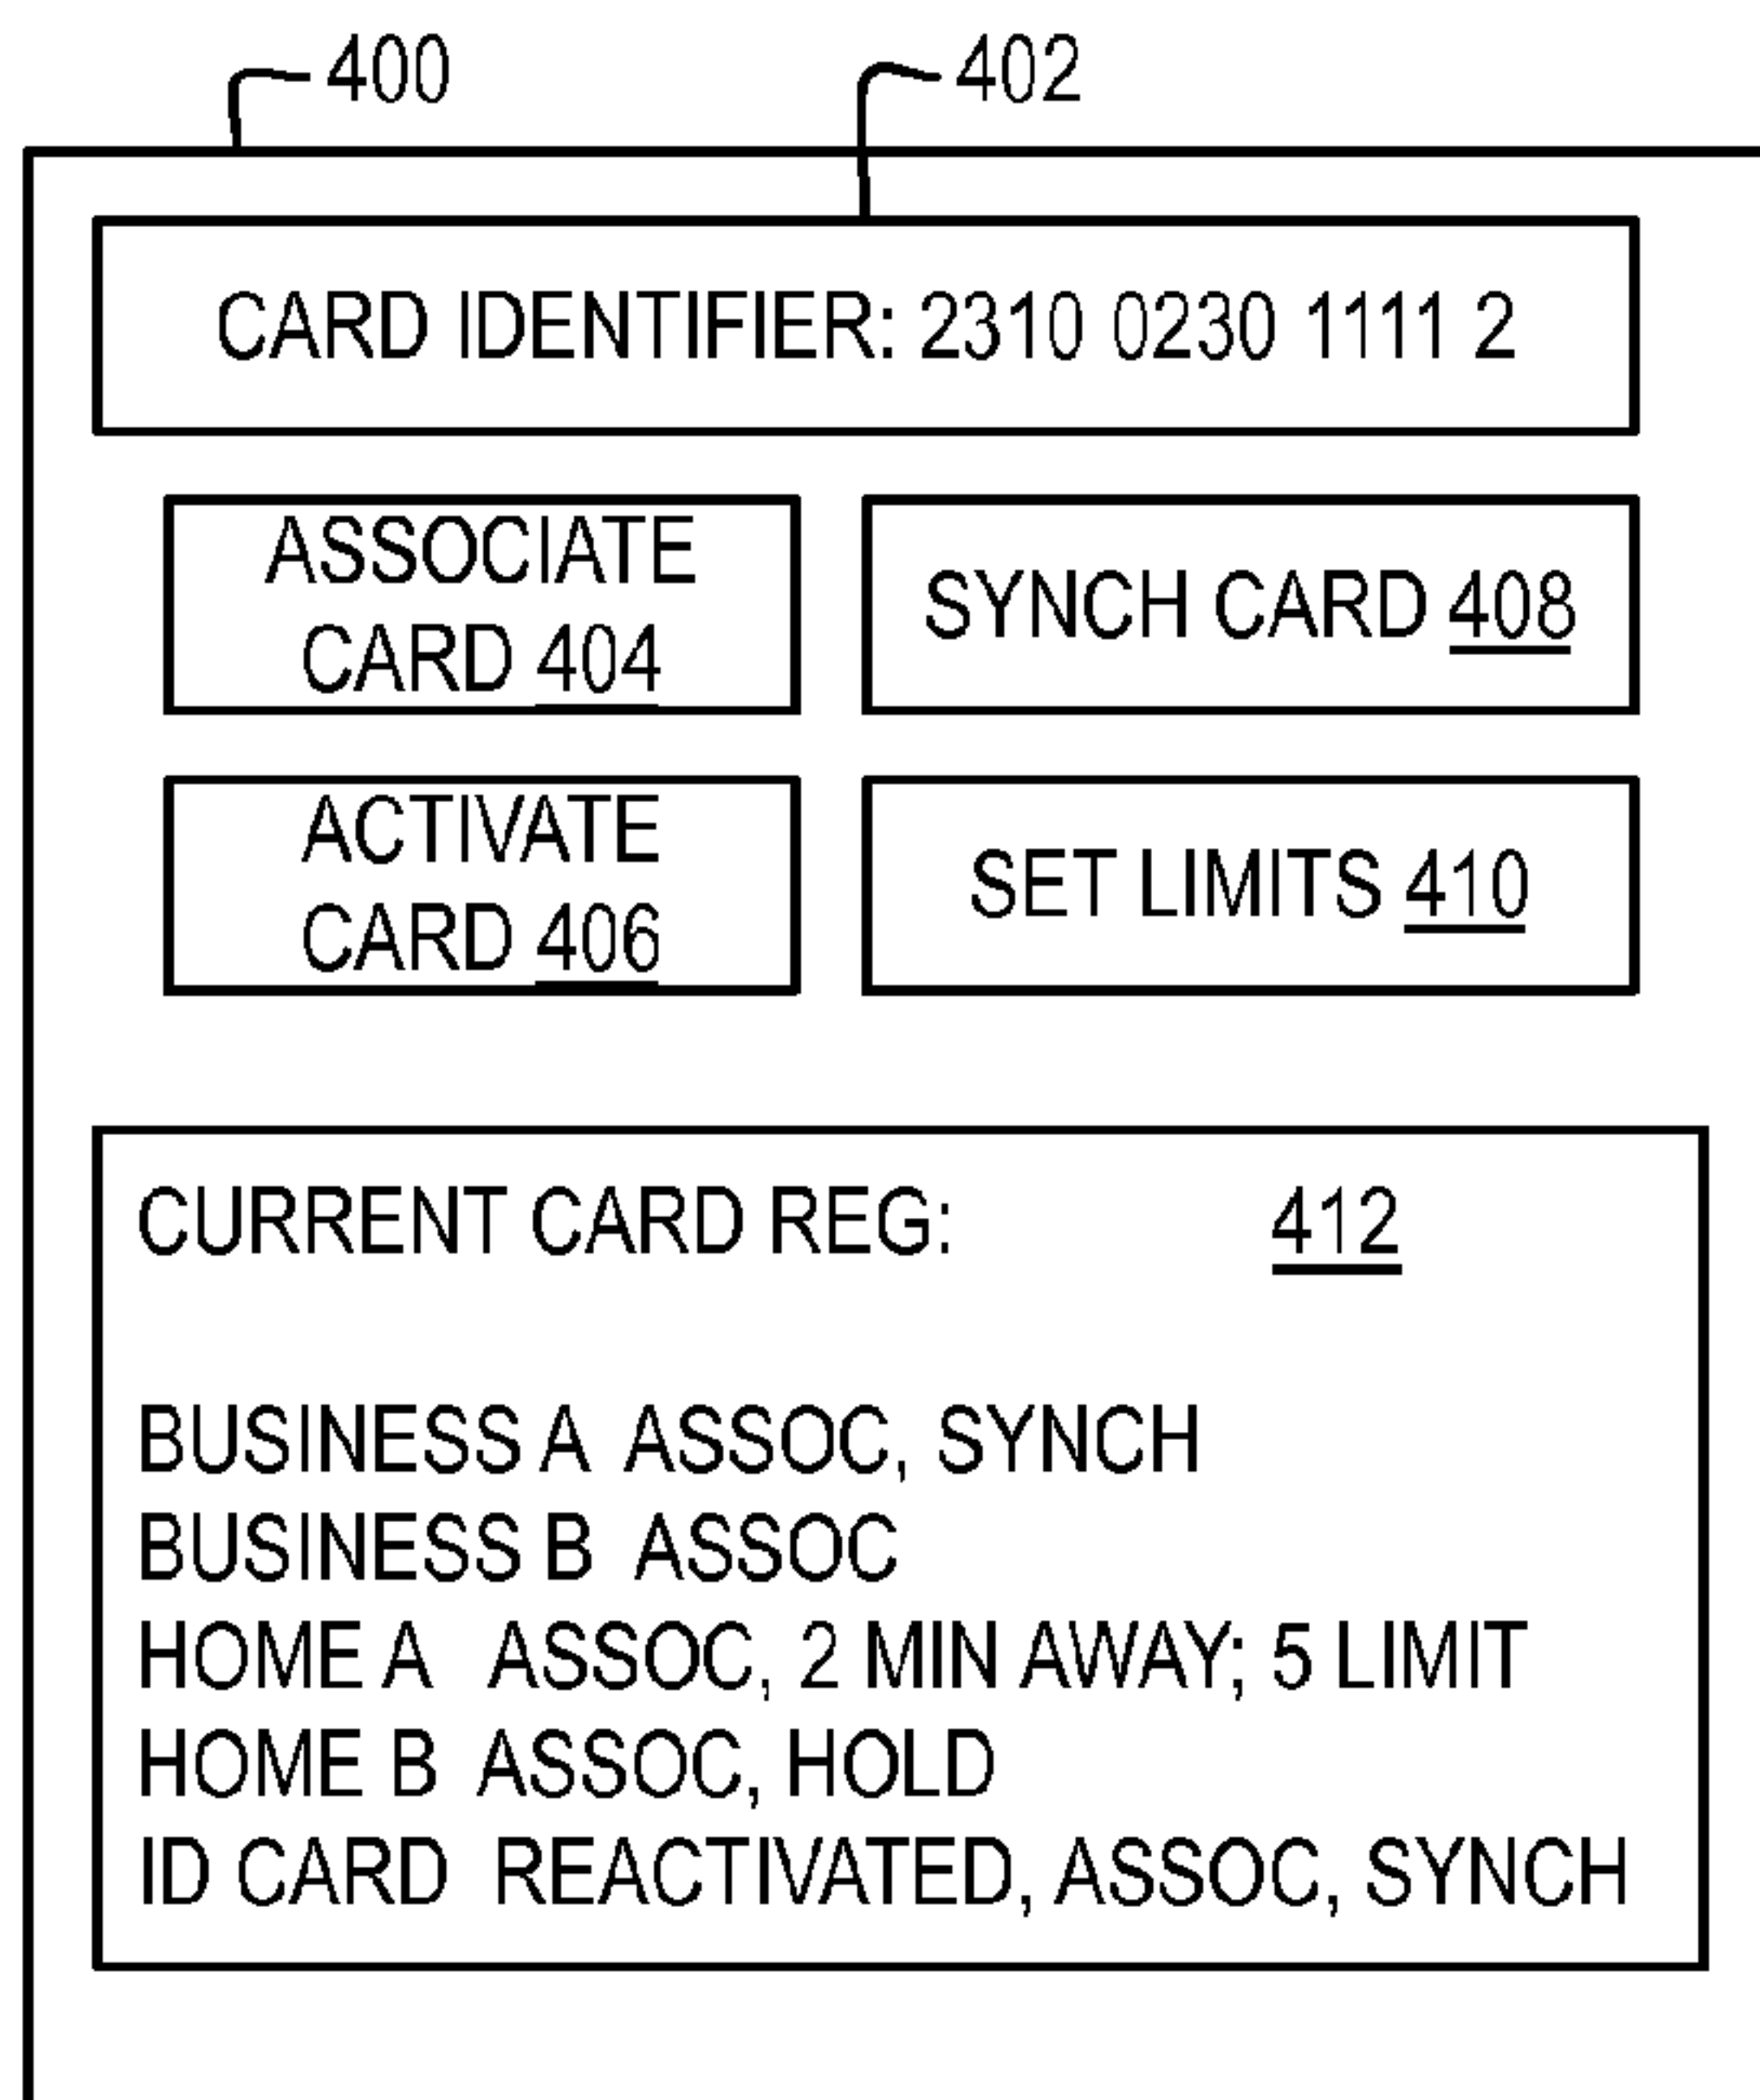 400 402
CARD IDENTIFIER: 2310 0230 1111 2
ASSOCIATE
CARD 404
SYNCH CARD 408
ACTIVATE
CARD 406
SET LIMITS 410
CURRENT CARD REG: 412
BUSINESS A ASSOC, SYNCH
BUSINESS B ASSOC
HOME A ASSOC, 2 MIN AWAY; 5 LIMIT
HOME B ASSOC, HOLD
ID CARD REACTIVATED, ASSOC, SYNCH